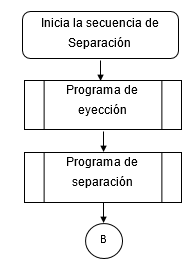 Inicia la secuencia de
Separación
Programa de
eyección
Programa de
separación
B